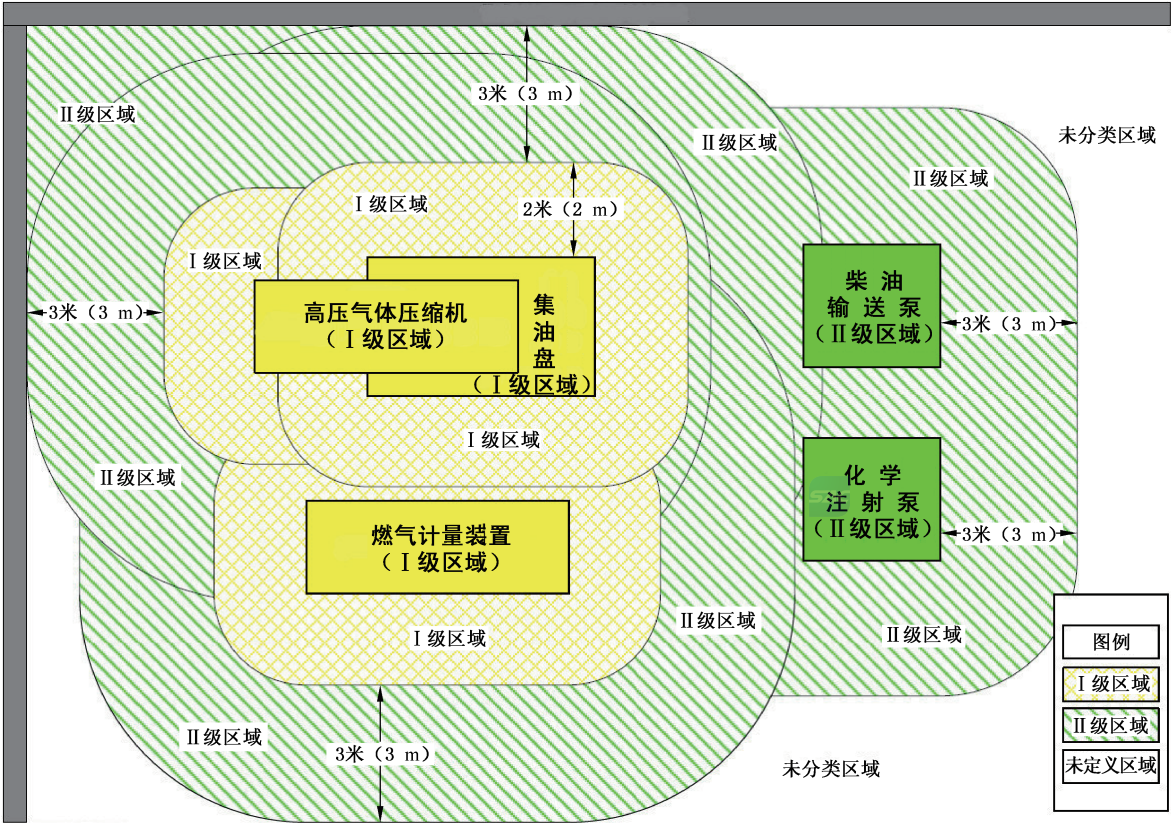 3米（3 m）
II级区域
II级区域
未分类区域
II级区域
I级区域
2米（2 m）
I级区域
3米（3 m）
高压气体压缩机
（I级区域）
集
油
盘
（I级区域）
柴 油
输 送 泵
（II级区域）
3米（3 m）
I级区域
II级区域
化 学
注 射 泵
（II级区域）
3米（3 m）
燃气计量装置
（I级区域）
I级区域
II级区域
II级区域
II级区域
3米（3 m）
未分类区域
图例
I级区域
II级区域
未定义区域